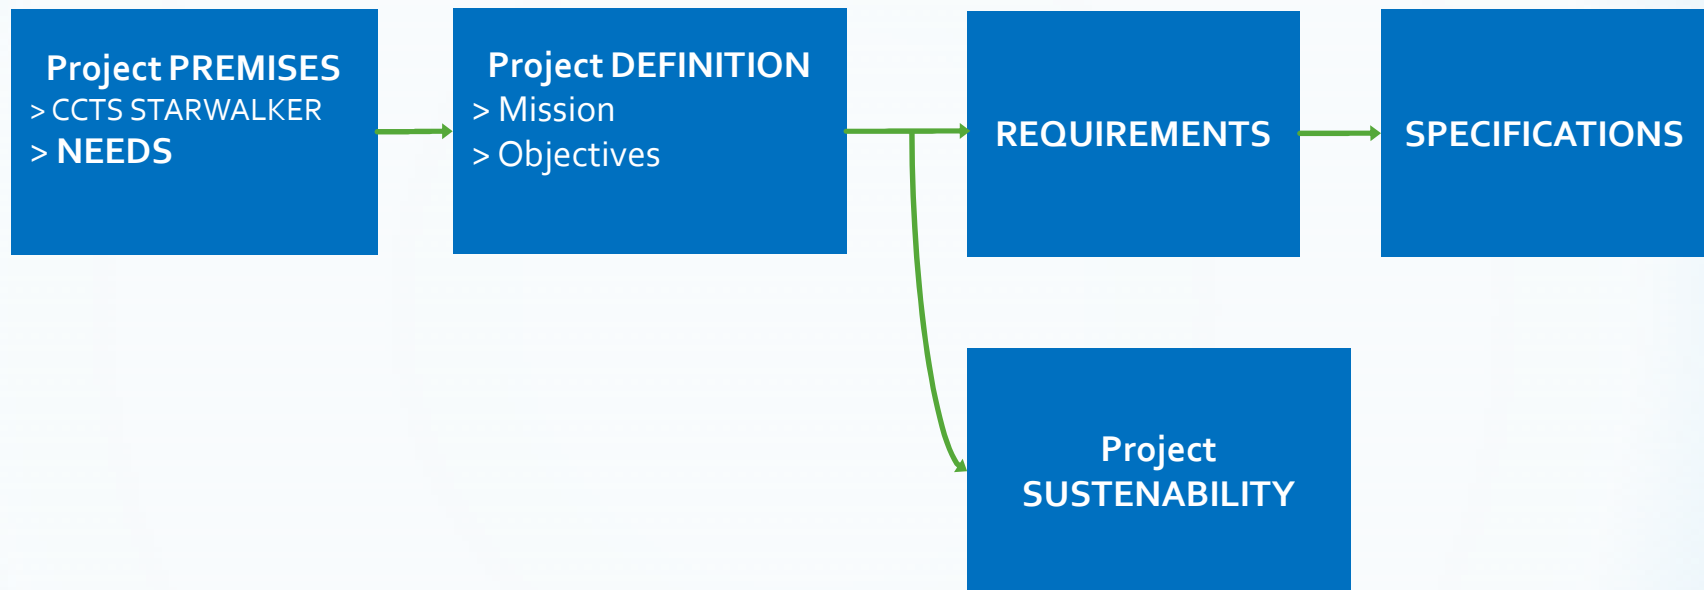 Project PREMISES
> CCTS STARWALKER
> NEEDS
Project DEFINITION
> Mission
> Objectives
REQUIREMENTS
SPECIFICATIONS
Project
SUSTENABILITY